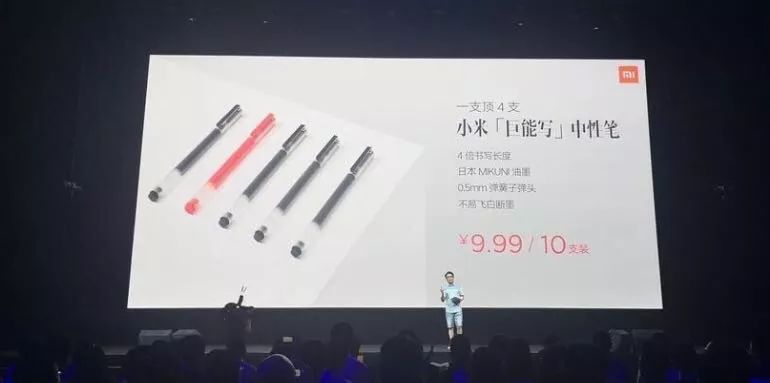 mi
一支顶4支
小米「巨能写」中性笔
4倍书写长度
日本 MiKUNi 油墨
0.5mm 弹簧子弹头
不易飞白断墨
¥9.99/10支装